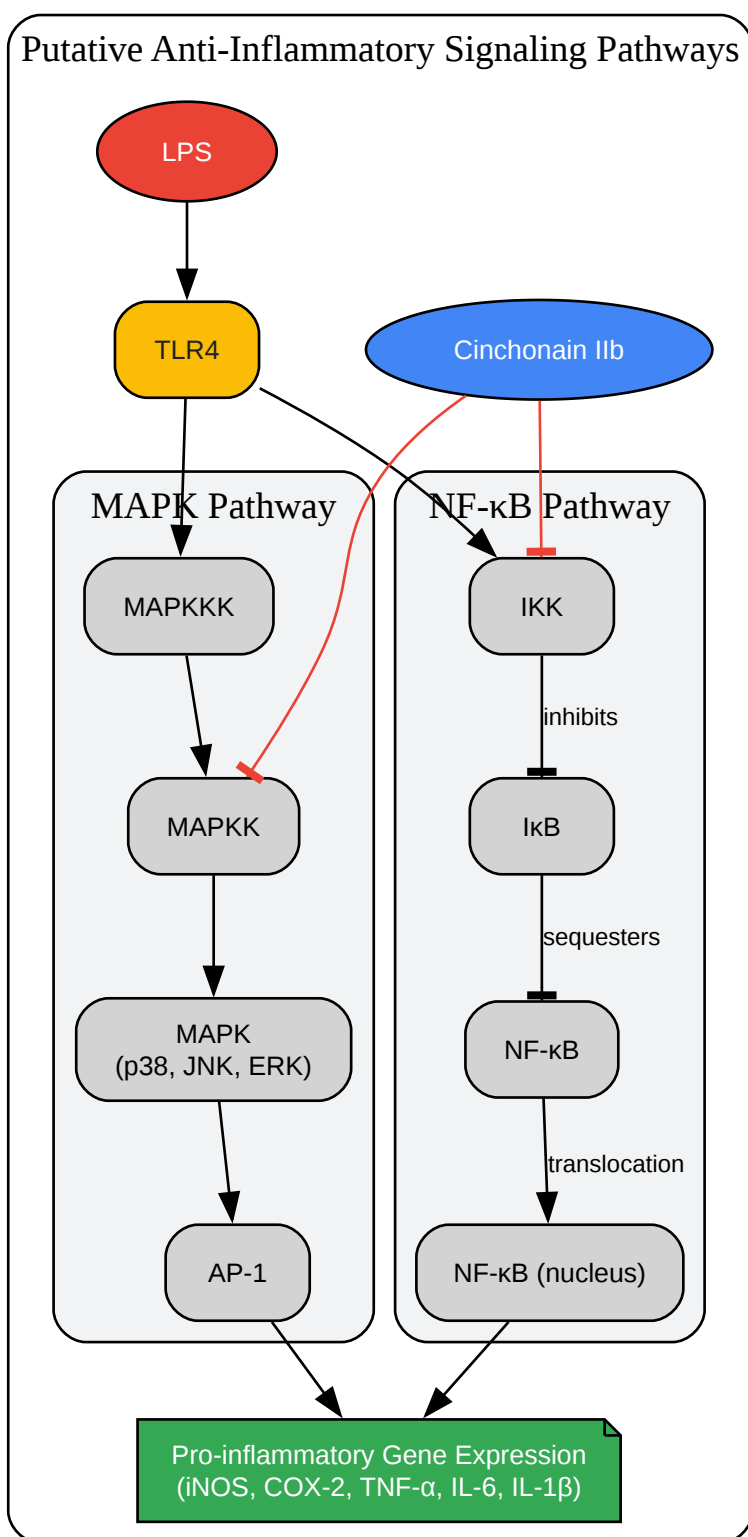 Putative Anti-Inflammatory Signaling Pathways
LPS
TLR4
Cinchonain IIb
MAPK Pathway
NF-κB Pathway
MAPKKK
IKK
inhibits
MAPKK
IκB
sequesters
MAPK
(p38, JNK, ERK)
NF-κB
translocation
AP-1
NF-κB (nucleus)
Pro-inflammatory Gene Expression
(iNOS, COX-2, TNF-α, IL-6, IL-1β)